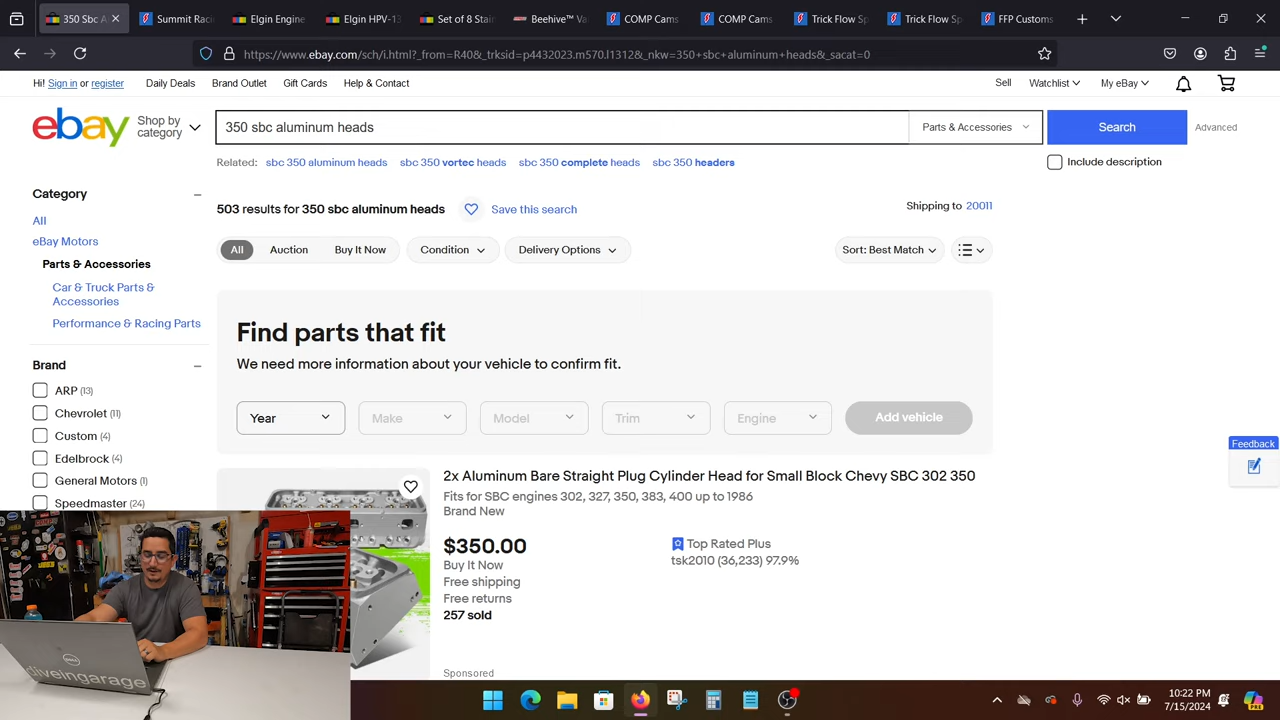 350 Sb
Summit Raci
Elgin Engine
Elgin HPV-13
Set of 8 Stain
Beehive™ Va
COMP Cams
COMP Cams
Trick Flow Sp
Trick Flow Sp
FFP Customs
https://www.ebay.com/sch/i.html?_from=R40&_trksid=p4432023.m570.l1312&_nkw=350+sbc+aluminum+heads&_sacat=0
Hi! Sign in or register Daily Deals Brand Outlet Gift Cards Help & Contact Sell Watchlist My eBay
ebay Shop by category 350 sbc aluminum heads Parts & Accessories Search Advanced
Related: sbc 350 aluminum heads sbc 350 vortec heads sbc 350 complete heads sbc 350 headers Include description
Category
All
eBay Motors
Parts & Accessories
Car & Truck Parts &
Accessories
Performance & Racing Parts
Brand
ARP (13)
Chevrolet (11)
Custom (4)
Edelbrock (4)
General Motors (1)
Speedmaster (24)
503 results for 350 sbc aluminum heads Save this search Shipping to 20011
All Auction Buy It Now Condition Delivery Options Sort: Best Match
Find parts that fit
We need more information about your vehicle to confirm fit.
Year Make Model Trim Engine Add vehicle
Feedback
2x Aluminum Bare Straight Plug Cylinder Head for Small Block Chevy SBC 302 350
Fits for SBC engines 302, 327, 350, 383, 400 up to 1986
Brand New
$350.00
Buy It Now
Free shipping
Free returns
257 sold
Top Rated Plus
tsk2010 (36,233) 97.9%
Sponsored
DELL
diveingarage
10:22 PM
7/15/2024